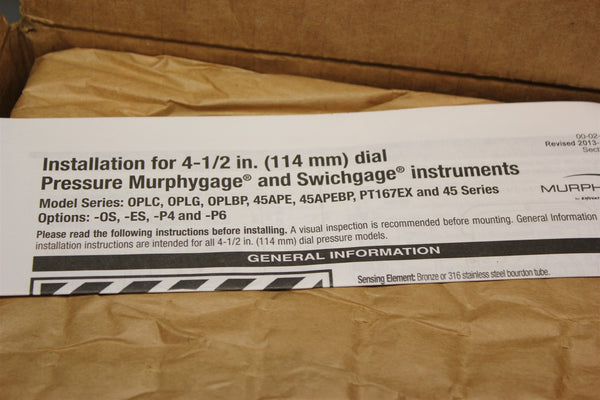 00-02-
Revised 2013-
Sect
Installation for 4-1/2 in. (114 mm) dial
Pressure Murphygage® and Swichgage® instruments
MURPH
Model Series: OPLC, OPLG, OPLBP, 45APE, 45APEBP, PT167EX and 45 Series
Options: -OS, -ES, -P4 and -P6
Please read the following instructions before installing. A visual inspection is recommended before mounting. General Information
installation instructions are intended for all 4-1/2 in. (114 mm) dial pressure models.
GENERAL INFORMATION
Sensing Element: Bronze or 316 stainless steel bourdon tube.